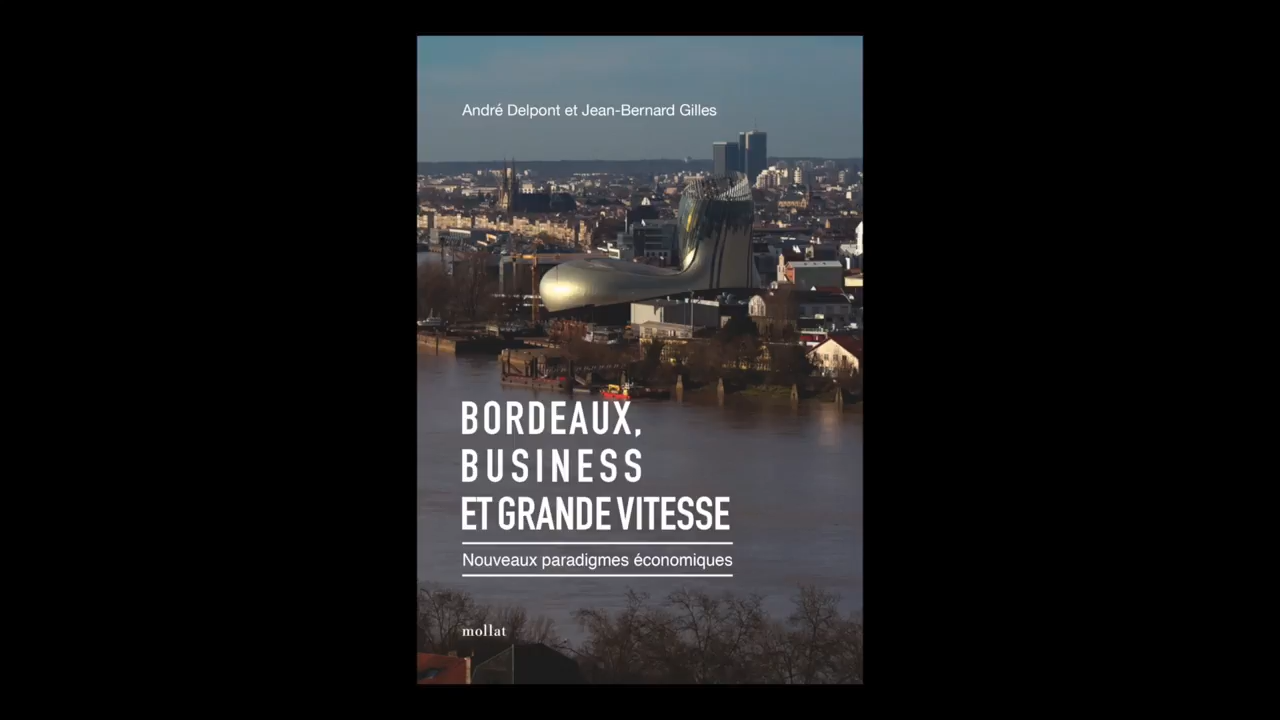 André Delpont et Jean-Bernard Gilles
BORDEAUX,
BUSINESS
ET GRANDE VITESSE
Nouveaux paradigmes économiques
mollat